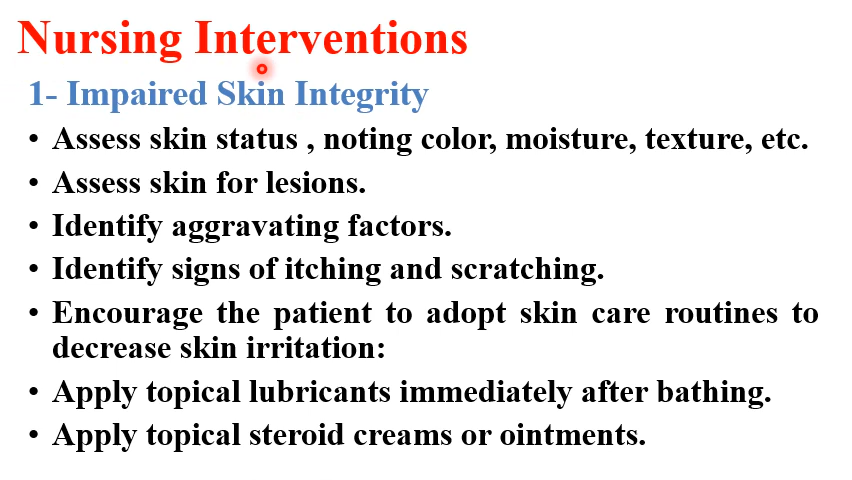 Nursing Interventions
1- Impaired Skin Integrity
• Assess skin status , noting color, moisture, texture, etc.
• Assess skin for lesions.
• Identify aggravating factors.
• Identify signs of itching and scratching.
• Encourage the patient to adopt skin care routines to
decrease skin irritation:
• Apply topical lubricants immediately after bathing.
• Apply topical steroid creams or ointments.